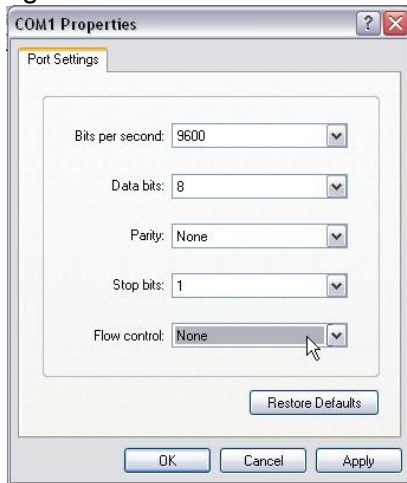 COM1 Properties
Port Settings
Bits per second: 9600
Data bits: 8
Parity: None
Stop bits: 1
Flow control: None
Restore Defaults
OK Cancel Apply